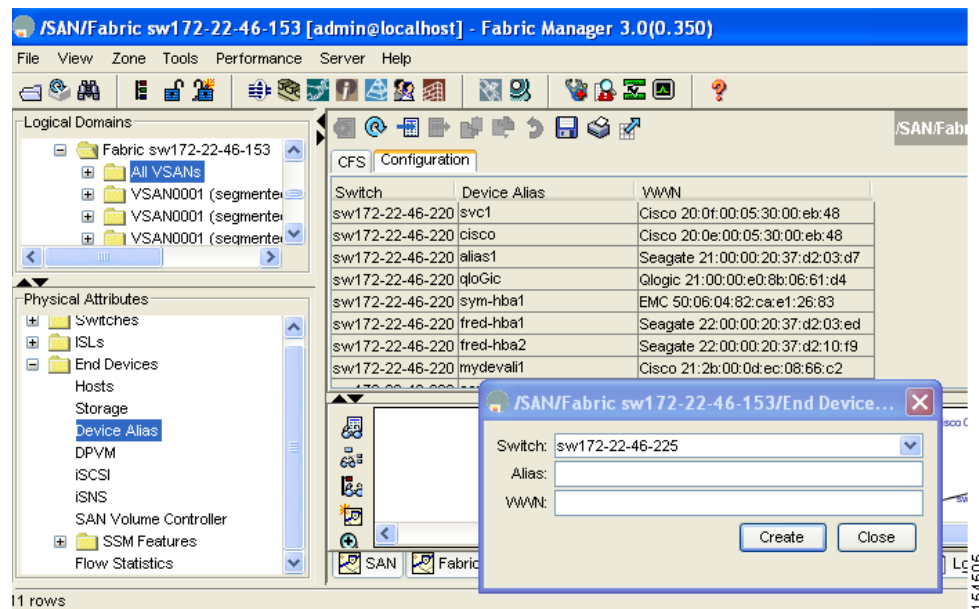 /SAN/Fabric sw172-22-46-153 [admin@localhost] - Fabric Manager 3.0(0.350)
File View Zone Tools Performance Server Help
Logical Domains
Fabric sw172-22-46-153
All VSANs
VSAN0001 (segmente
VSAN0001 (segmente
VSAN0001 (segmente
Physical Attributes
Switches
ISLs
End Devices
Hosts
Storage
Device Alias
DPVM
iSCSI
iSNS
SAN Volume Controller
SSM Features
Flow Statistics
/SAN/Fabri
CFS Configuration
Switch Device Alias WWN
sw172-22-46-220 svc1 Cisco 20:0f:00:05:30:00:eb:48
sw172-22-46-220 cisco Cisco 20:0e:00:05:30:00:eb:48
sw172-22-46-220 alias1 Seagate 21:00:00:20:37:d2:03:d7
sw172-22-46-220 qloGic Qlogic 21:00:00:e0:8b:06:61:d4
sw172-22-46-220 sym-hba1 EMC 50:06:04:82:ca:e1:26:83
sw172-22-46-220 fred-hba1 Seagate 22:00:00:20:37:d2:03:ed
sw172-22-46-220 fred-hba2 Seagate 22:00:00:20:37:d2:10:f9
sw172-22-46-220 mydevali1 Cisco 21:2b:00:0d:ec:08:66:c2
/SAN/Fabric sw172-22-46-153/End Device...
Switch: sw172-22-46-225
Alias:
WWN:
Create Close
isco C
sw
SAN Fabric
Lo
11 rows
154505